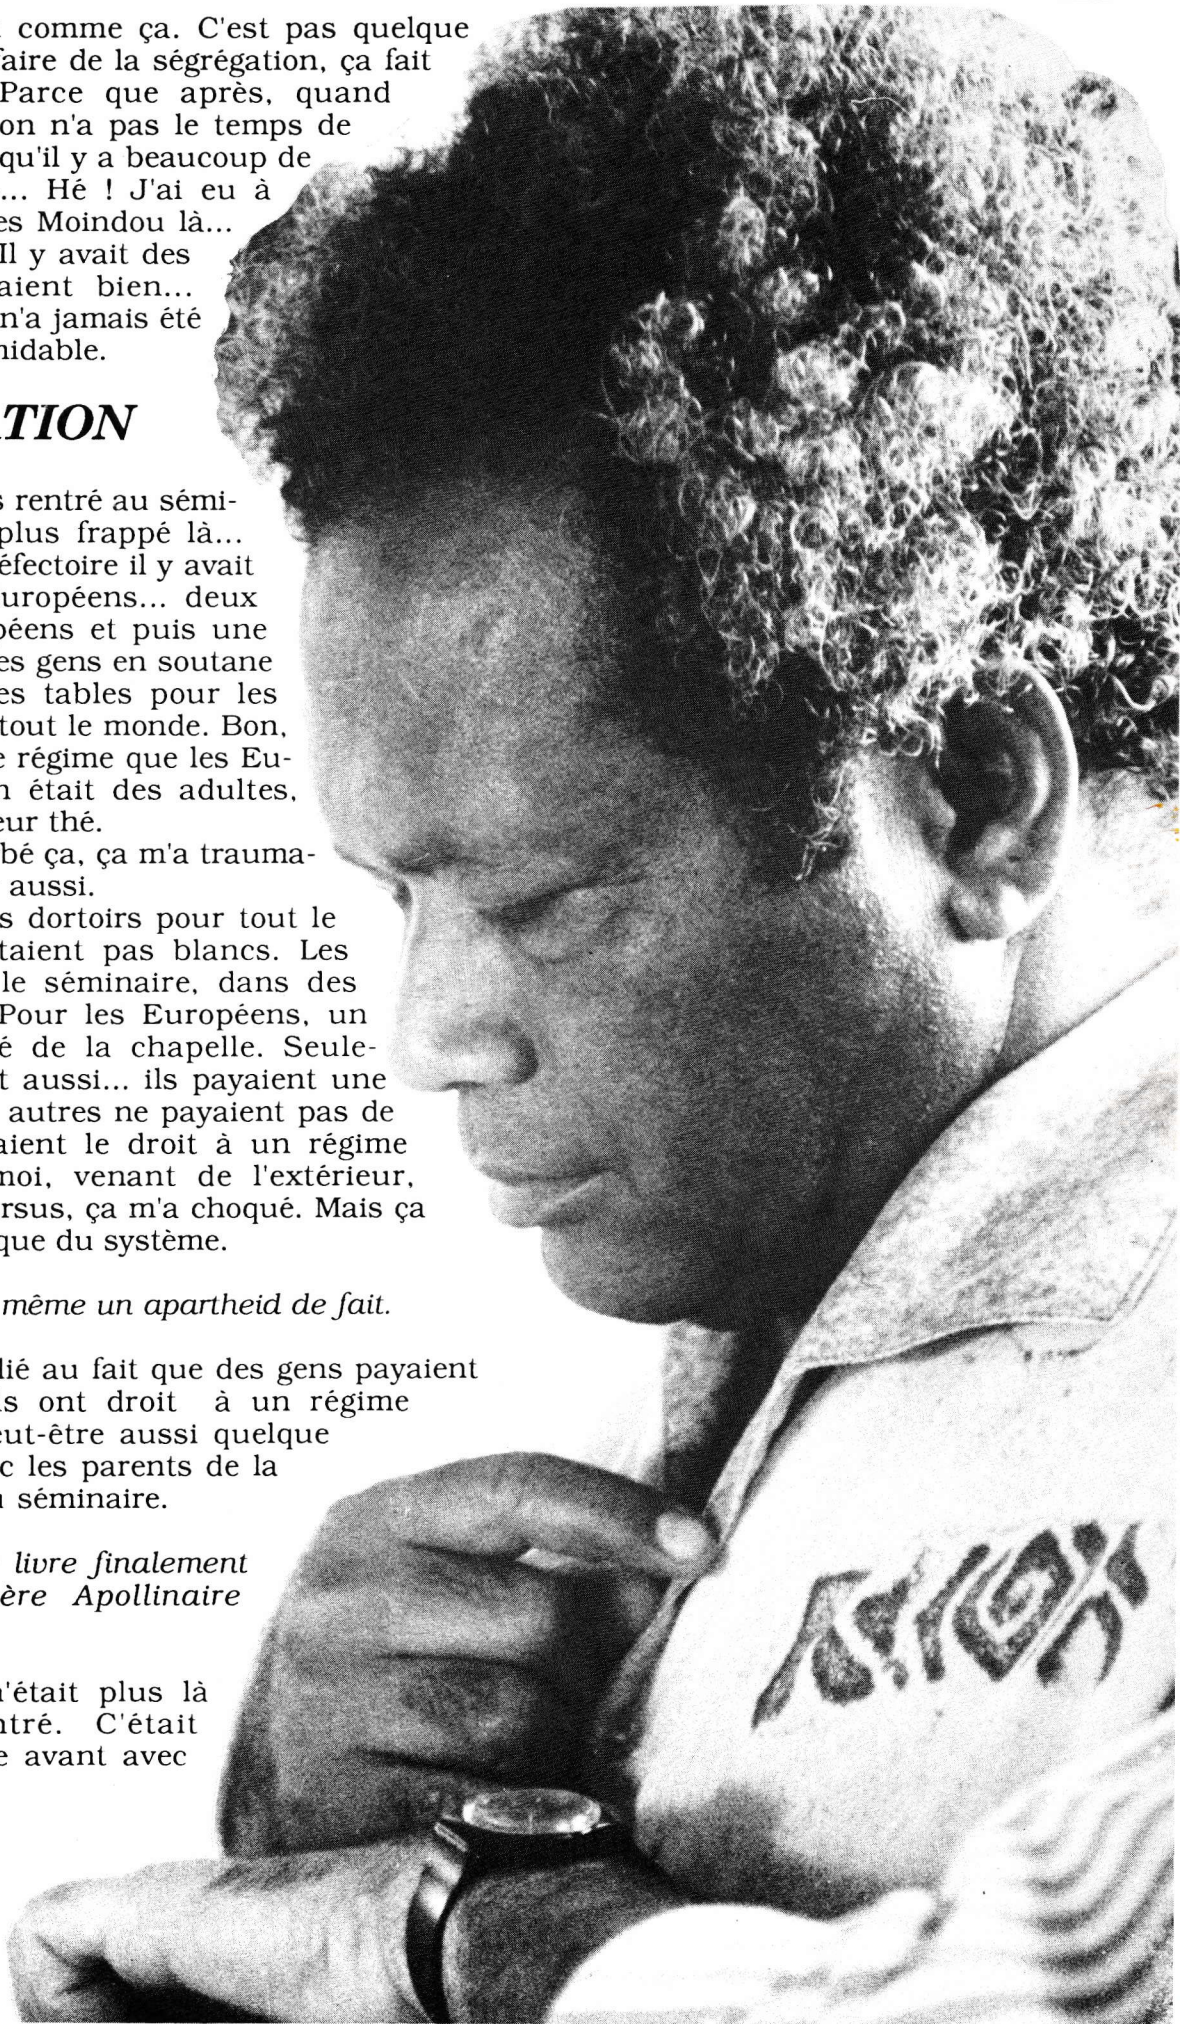 comme ça. C'est pas quelque
faire de la ségrégation, ça fait
Parce que après, quand
on n'a pas le temps de
qu'il y a beaucoup de
... Hé ! J'ai eu à
es Moindou là...
Il y avait des
aient bien...
n'a jamais été
nidable.
ATION
s rentré au sémi-
plus frappé là...
éfectoire il y avait
uropéens... deux
péens et puis une
es gens en soutane
es tables pour les
tout le monde. Bon,
e régime que les Eu-
n était des adultes,
eur thé.
bé ça, ça m'a trauma-
aussi.
s dortoirs pour tout le
taient pas blancs. Les
le séminaire, dans des
Pour les Européens, un
é de la chapelle. Seule-
t aussi... ils payaient une
autres ne payaient pas de
aient le droit à un régime
moi, venant de l'extérieur,
rsus, ça m'a choqué. Mais ça
que du système.
même un apartheid de fait.
lié au fait que des gens payaient
ls ont droit à un régime
eut-être aussi quelque
c les parents de la
u séminaire.
livre finalement
ère Apollinaire
n'était plus là
ntré. C'était
e avant avec